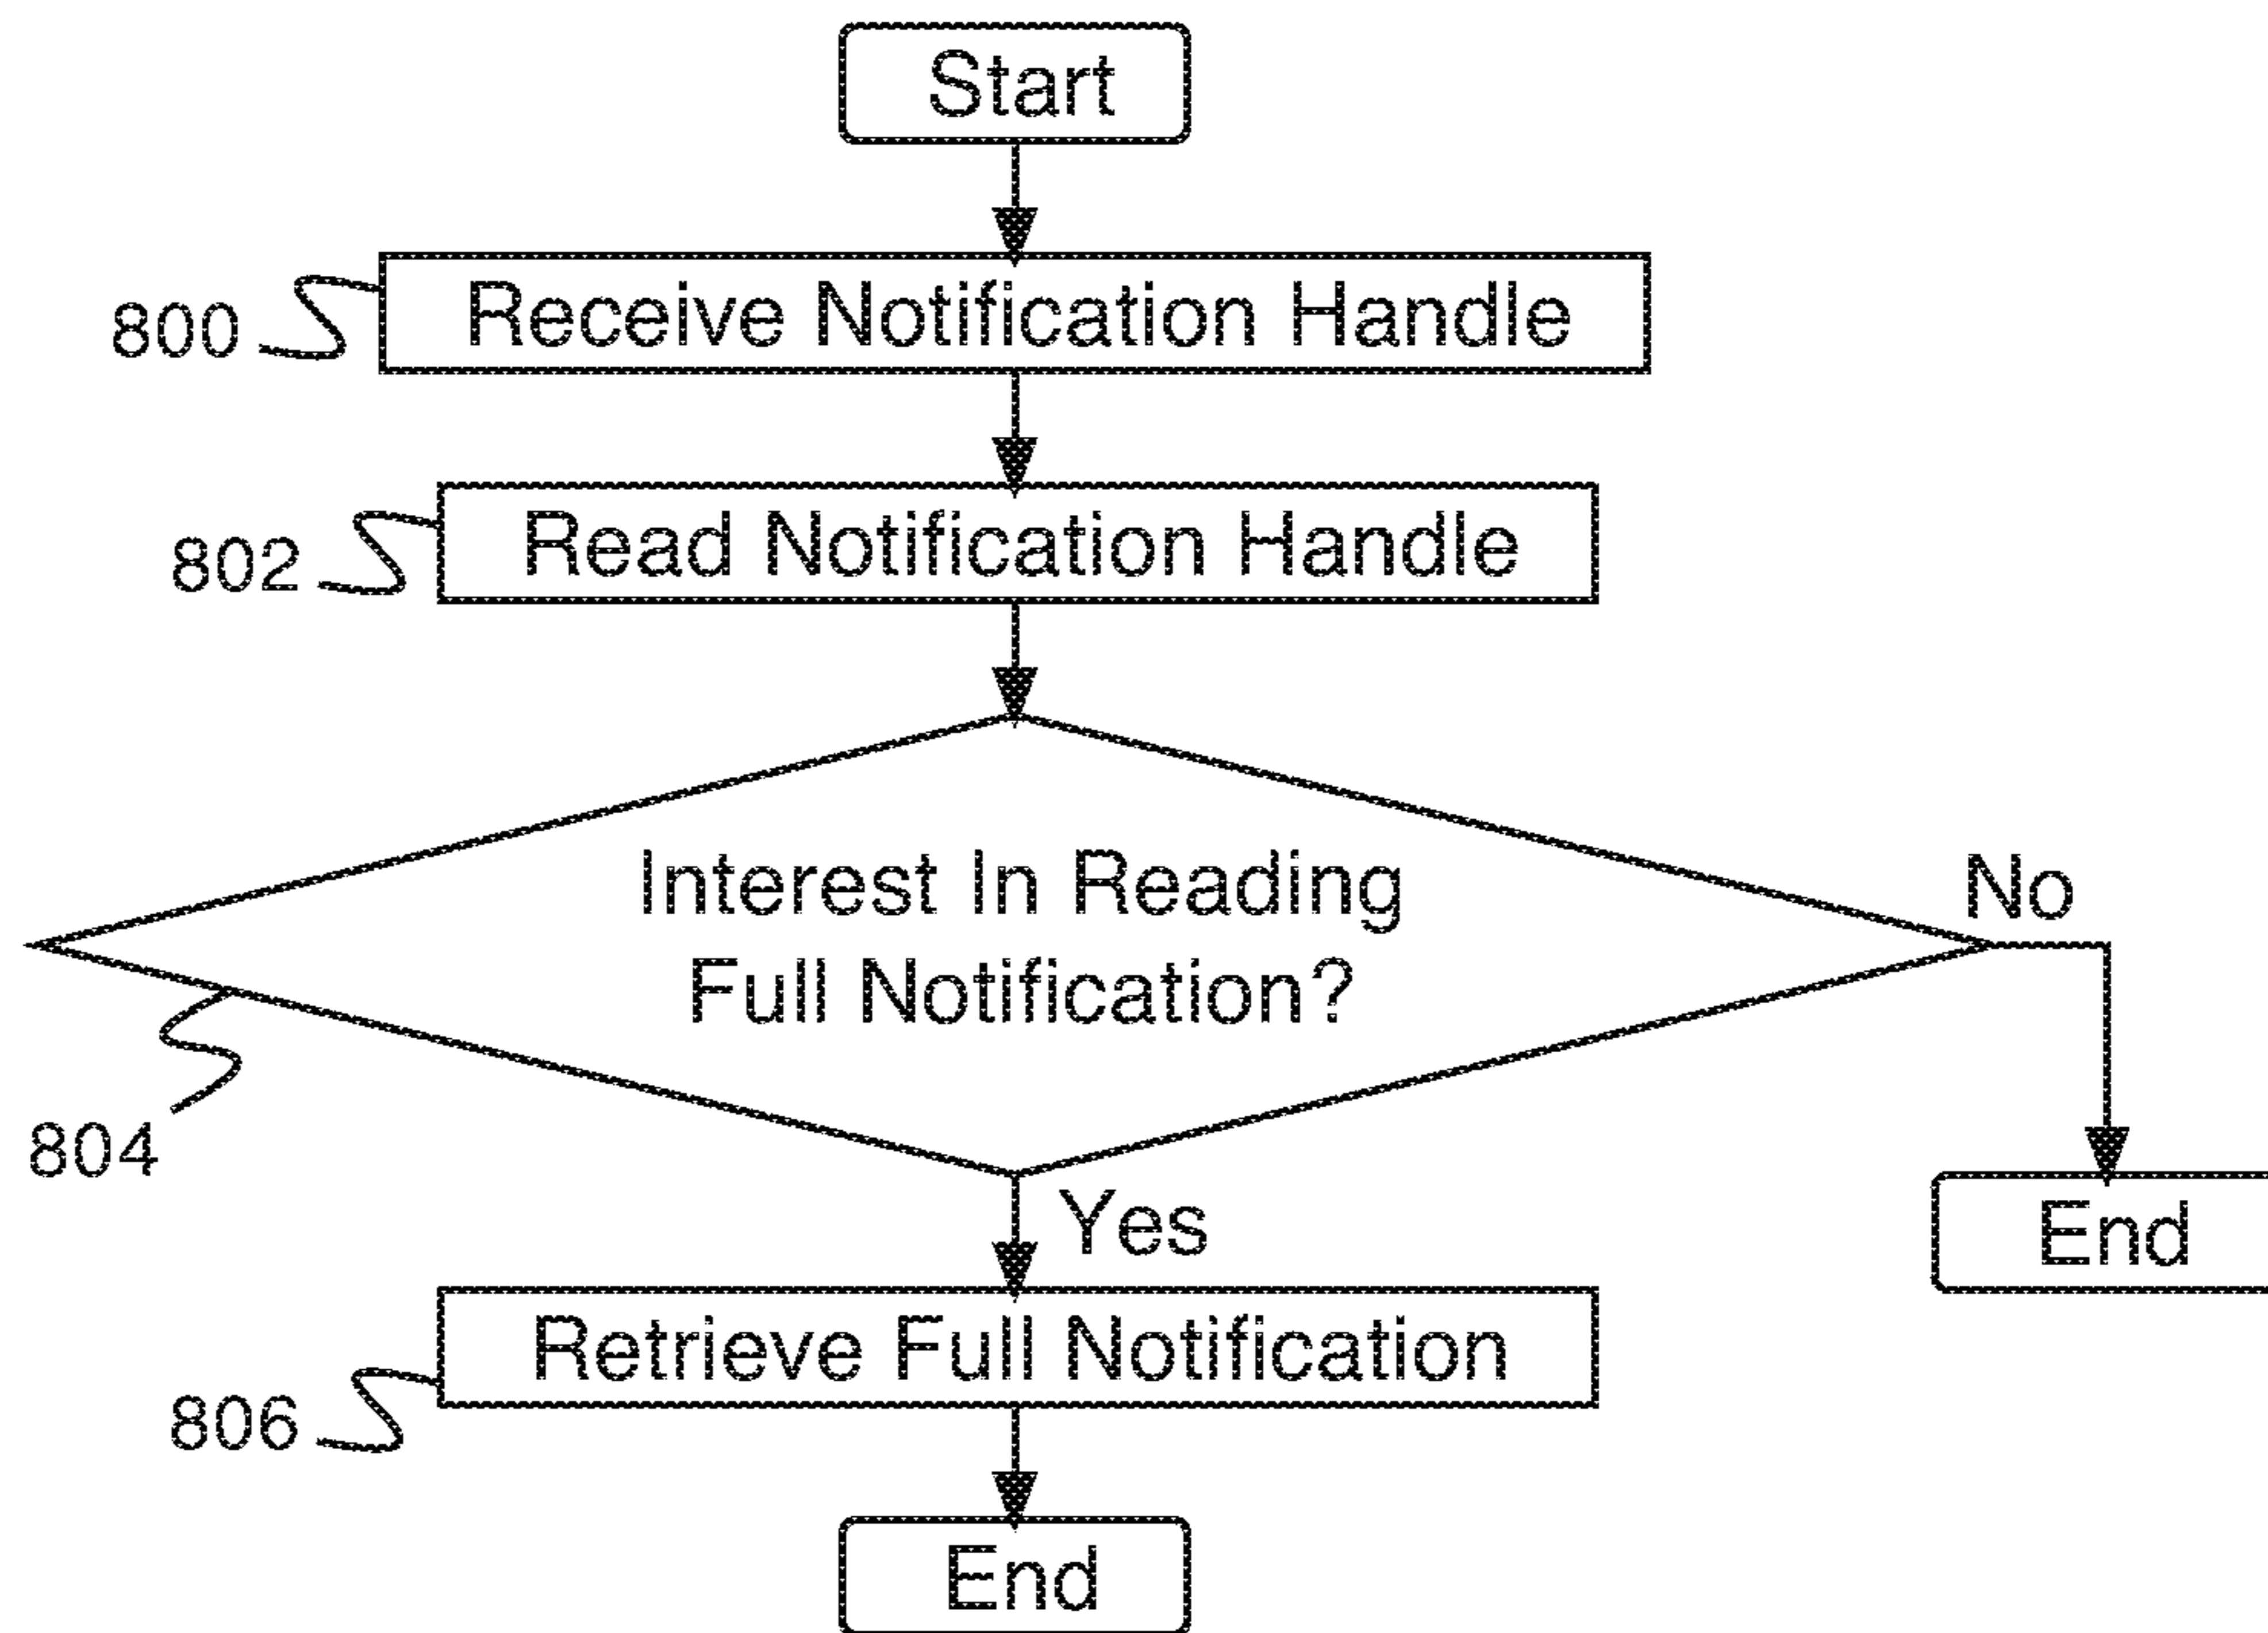 Start
800
Receive Notification Handle
802
Read Notification Handle
Interest In Reading
Full Notification?
No
804
Yes
End
Retrieve Full Notification
806
End